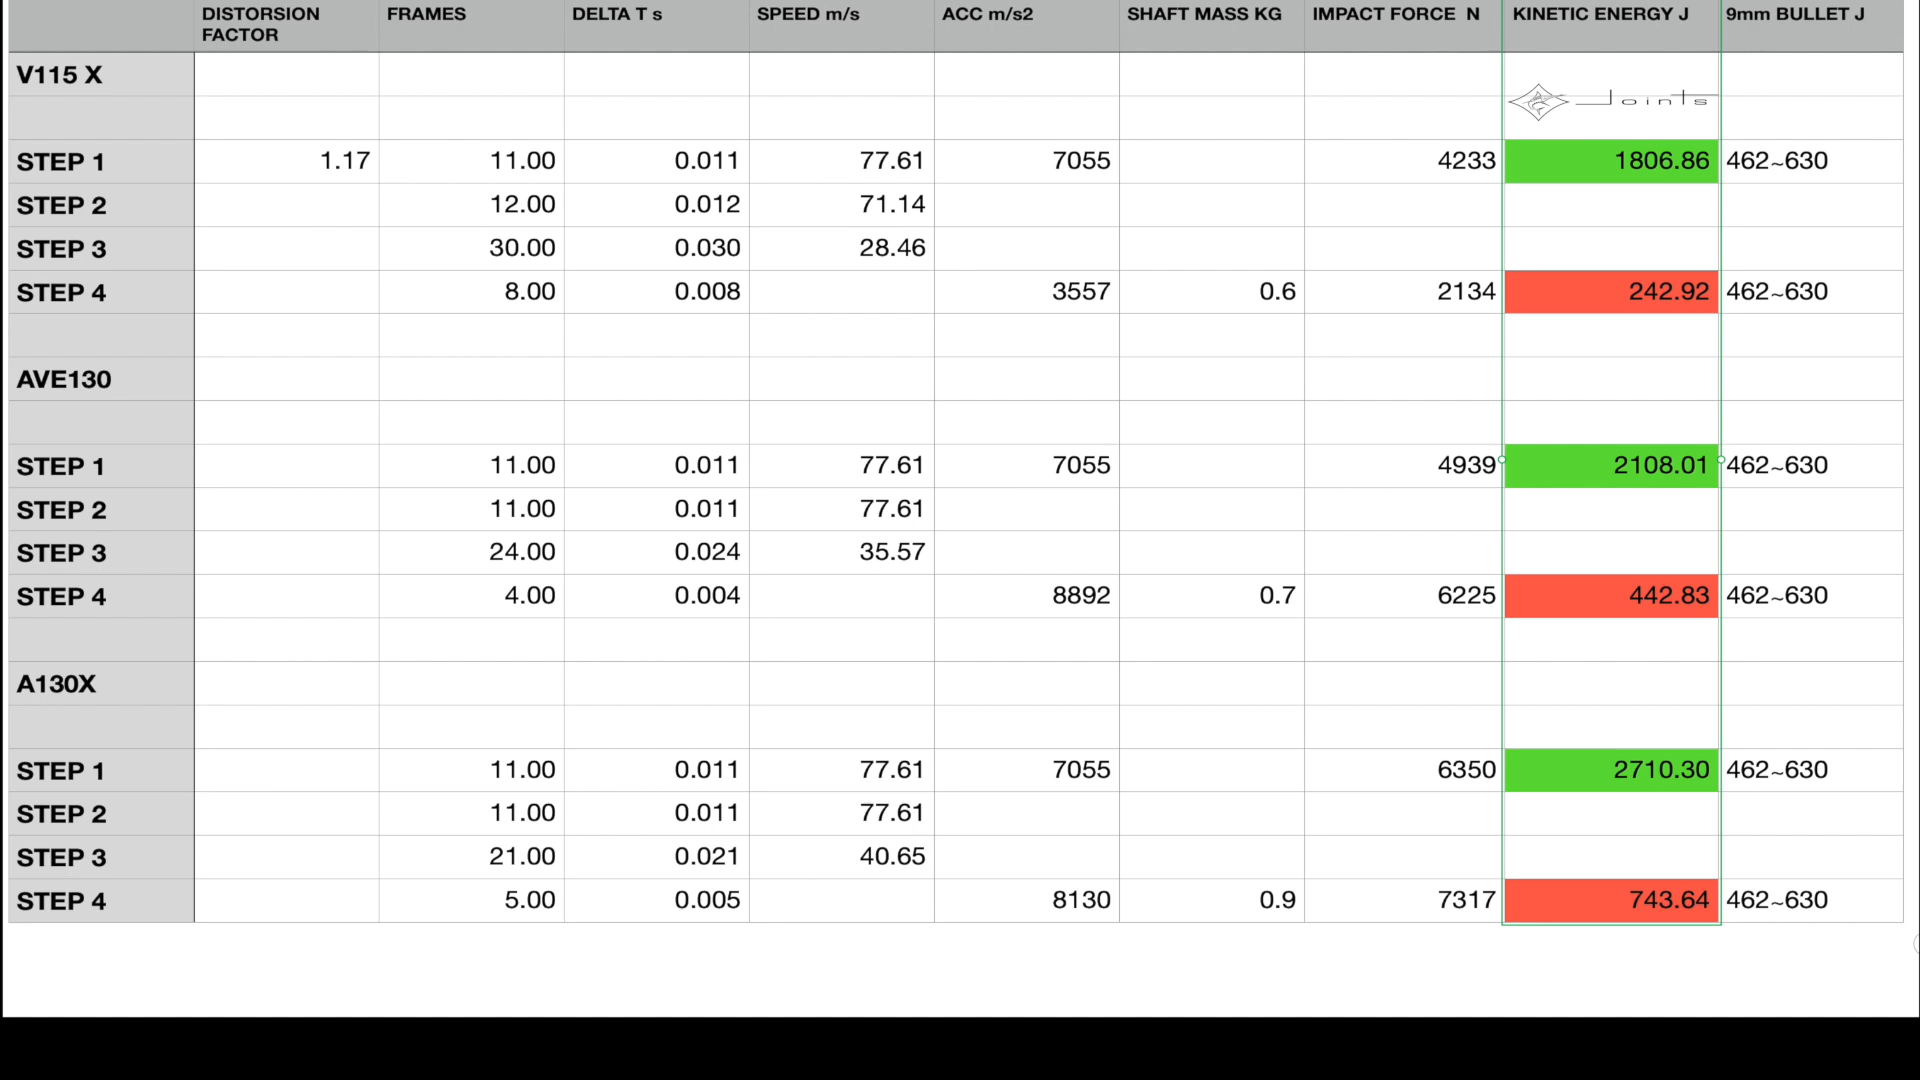 DISTORSION FACTOR FRAMES DELTA T s SPEED m/s ACC m/s2 SHAFT MASS KG IMPACT FORCE N KINETIC ENERGY J 9mm BULLET J
V115 X
Joints
STEP 1 1.17 11.00 0.011 77.61 7055 4233 1806.86 462~630
STEP 2 12.00 0.012 71.14
STEP 3 30.00 0.030 28.46
STEP 4 8.00 0.008 3557 0.6 2134 242.92 462~630
AVE130
STEP 1 11.00 0.011 77.61 7055 4939 2108.01 462~630
STEP 2 11.00 0.011 77.61
STEP 3 24.00 0.024 35.57
STEP 4 4.00 0.004 8892 0.7 6225 442.83 462~630
A130X
STEP 1 11.00 0.011 77.61 7055 6350 2710.30 462~630
STEP 2 11.00 0.011 77.61
STEP 3 21.00 0.021 40.65
STEP 4 5.00 0.005 8130 0.9 7317 743.64 462~630